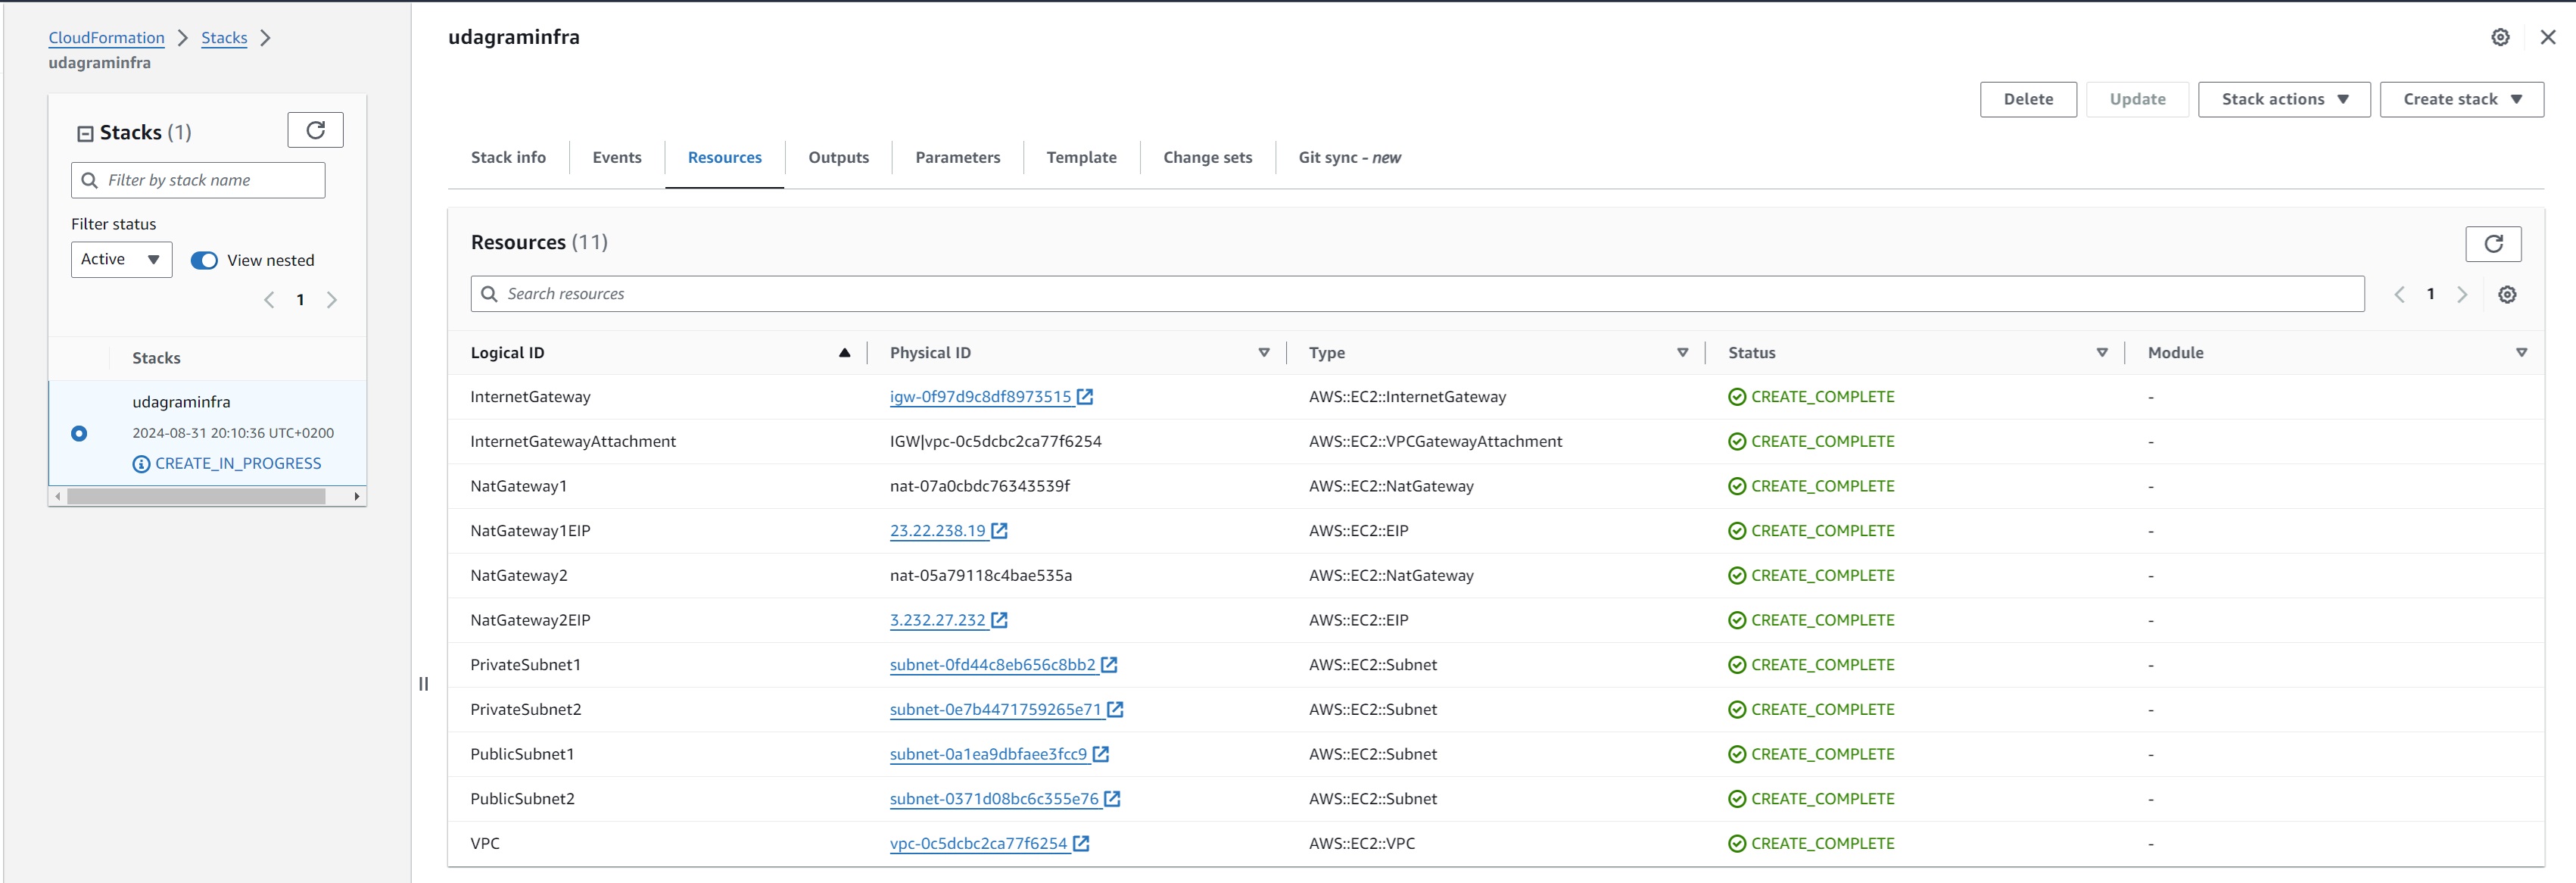 CloudFormation > Stacks >
udagraminfra
Stacks (1)
Filter by stack name
Filter status
Active View nested
1
Stacks
udagraminfra
2024-08-31 20:10:36 UTC+0200
CREATE_IN_PROGRESS
udagraminfra
Delete Update Stack actions Create stack
Stack info Events Resources Outputs Parameters Template Change sets Git sync - new
Resources (11)
Search resources 1
Logical ID Physical ID Type Status Module
InternetGateway igw-0f97d9c8df8973515 AWS::EC2::InternetGateway CREATE_COMPLETE -
InternetGatewayAttachment IGW|vpc-0c5dcbc2ca77f6254 AWS::EC2::VPCGatewayAttachment CREATE_COMPLETE -
NatGateway1 nat-07a0cbdc76343539f AWS::EC2::NatGateway CREATE_COMPLETE -
NatGateway1EIP 23.22.238.19 AWS::EC2::EIP CREATE_COMPLETE -
NatGateway2 nat-05a79118c4bae535a AWS::EC2::NatGateway CREATE_COMPLETE -
NatGateway2EIP 3.232.27.232 AWS::EC2::EIP CREATE_COMPLETE -
PrivateSubnet1 subnet-0fd44c8eb656c8bb2 AWS::EC2::Subnet CREATE_COMPLETE -
PrivateSubnet2 subnet-0e7b4471759265e71 AWS::EC2::Subnet CREATE_COMPLETE -
PublicSubnet1 subnet-0a1ea9dbfaee3fcc9 AWS::EC2::Subnet CREATE_COMPLETE -
PublicSubnet2 subnet-0371d08bc6c355e76 AWS::EC2::Subnet CREATE_COMPLETE -
VPC vpc-0c5dcbc2ca77f6254 AWS::EC2::VPC CREATE_COMPLETE -